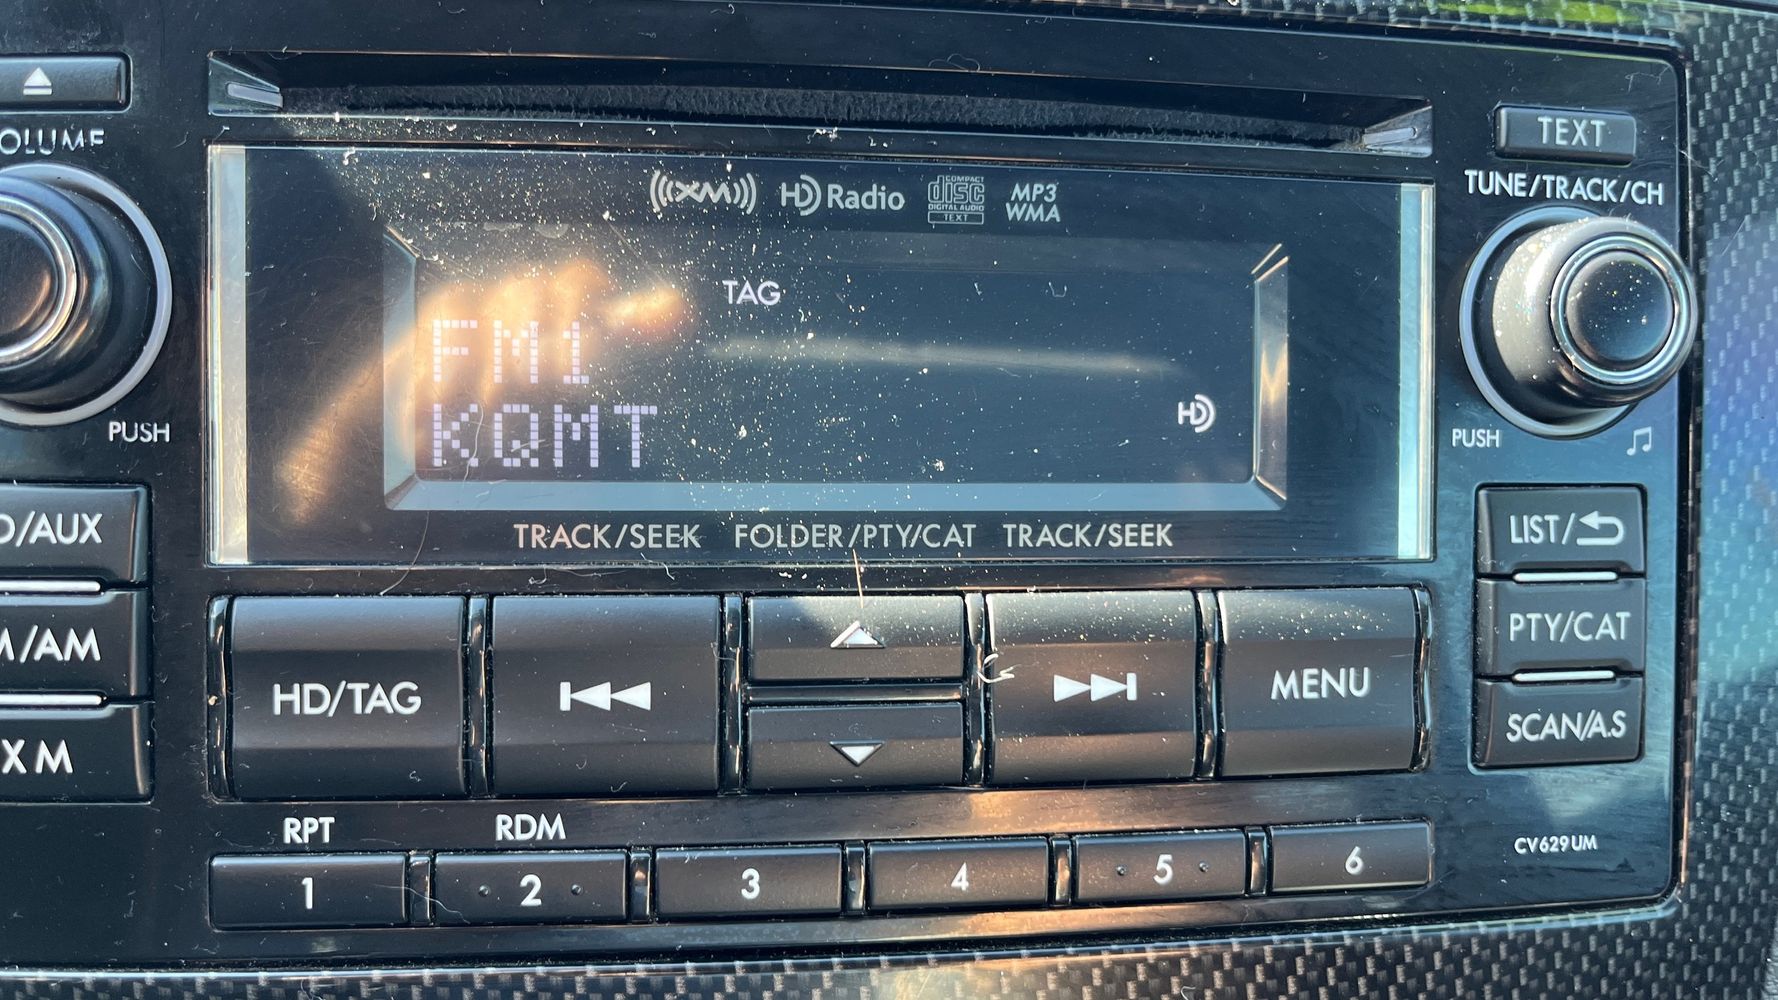 VOLUME
TEXT
TUNE/TRACK/CH
((XM)) HD Radio COMPACT disc DIGITAL AUDIO TEXT MP3 WMA
TAG
FM1
KQMT
HD
PUSH
PUSH
TRACK/SEEK FOLDER/PTY/CAT TRACK/SEEK
D/AUX
LIST/
M/AM
PTY/CAT
HD/TAG
MENU
XM
SCAN/A.S
RPT RDM
CV629UM
1 2 3 4 5 6